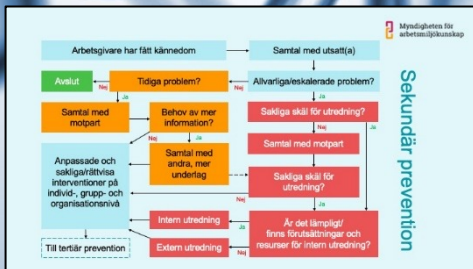 Myndigheten för
arbetsmiljökunskap
Arbetsgivare har fått kännedom
Samtal med utsatt(a)
Avslut
Nej
Tidiga problem?
Nej
Allvarliga/eskalerade problem?
Ja
Ja
Samtal med
motpart
Behov av mer
information?
Sakliga skäl för utredning?
Nej
Ja
Nej
Ja
Samtal med motpart
Anpassade och
sakliga/rättvisa
interventioner på
individ-, grupp- och
organisationsnivå
Samtal med
andra, mer
underlag
Sakliga skäl för
utredning?
Nej
Ja
Intern utredning
Ja
Är det lämpligt/
finns förutsättningar och
resurser för intern utredning?
Extern utredning
Nej
Till tertiär prevention
Sekundär prevention